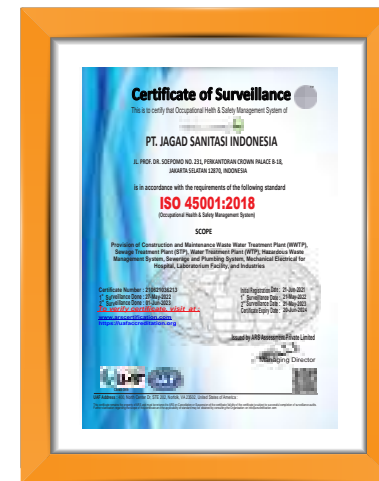 Certificate of Surveillance
This is to certify that Occupational Helth & Safety Management System of
PT. JAGAD SANITASI INDONESIA
JL. PROF. DR. SOEPOMO NO. 231, PERKANTORAN CROWN PALACE B-18,
JAKARTA SELATAN 12870, INDONESIA
is in accordance with the requirements of the following standard
ISO 45001:2018
(Occupational Health & Safety Management System)
SCOPE
Provision of Construction and Maintenance Waste Water Treatment Plant (WWTP),
Sewage Treatment Plant (STP), Water Treatment Plant (WTP), Hazardous Waste
Management System, Sewerage and Plumbing System, Mechanical Electrical for
Hospital, Laboratorium Facility, and Industries
Certificate Number : 210621036213
1st Surveillance Done : 27-May-2022
2nd Surveillance Done : 01-Jun-2023
To verify certificate, visit at :
www.arscertification.com
https://usfaccreditation.org
Initial Registration Date : 21-Jun-2021
1st Surveillance Date : 21-May-2022
2nd Surveillance Date : 21-May-2023
Certificate Expiry Date : 20-Jun-2024
Issued by ARS Assessment Private Limited
Managing Director